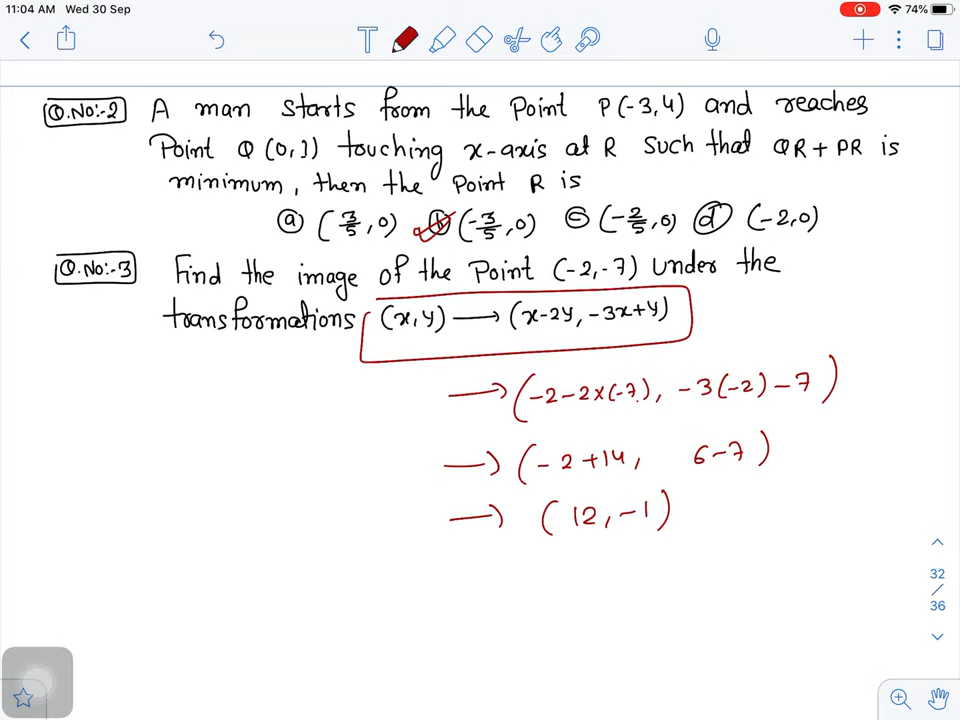 11:04 AM Wed 30 Sep 74%
Q.No:-2 A man starts from the Point P(-3,4) and reaches
Point Q (0,1) touching x-axis at R such that QR + PR is
minimum, then the Point R is
ⓐ (3/5, 0) ⓑ (-3/5, 0) ⓒ (-2/5, 0) ⓓ (-2, 0)
Q.No:-3 Find the image of the Point (-2,-7) under the
transformations (x,y) → (x-2y, -3x+y)
→ (-2-2×(-7), -3(-2)-7)
→ (-2+14, 6-7)
→ (12, -1)
32
/
36